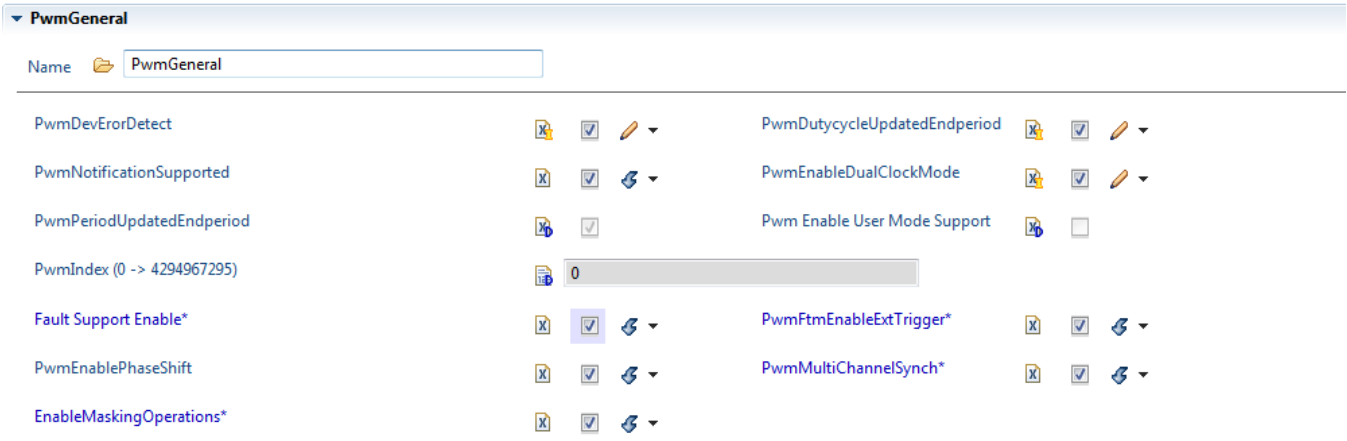 PwmGeneral
Name PwmGeneral
PwmDevErorDetect PwmDutycycleUpdatedEndperiod
PwmNotificationSupported PwmEnableDualClockMode
PwmPeriodUpdatedEndperiod Pwm Enable User Mode Support
PwmIndex (0 -> 4294967295) 0
Fault Support Enable* PwmFtmEnableExtTrigger*
PwmEnablePhaseShift PwmMultiChannelSynch*
EnableMaskingOperations*